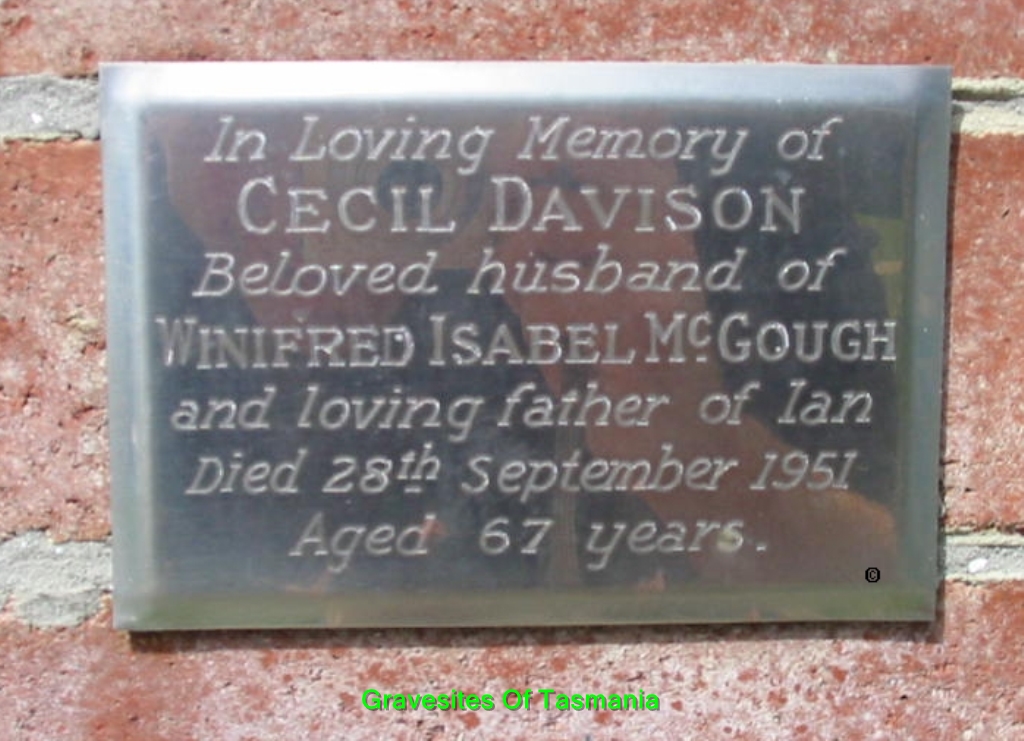 In Loving Memory of
CECIL DAVISON
Beloved husband of
WINIFRED ISABEL McGOUGH
and loving father of Ian
Died 28th September 1951
Aged 67 years.
©
Gravesites Of Tasmania